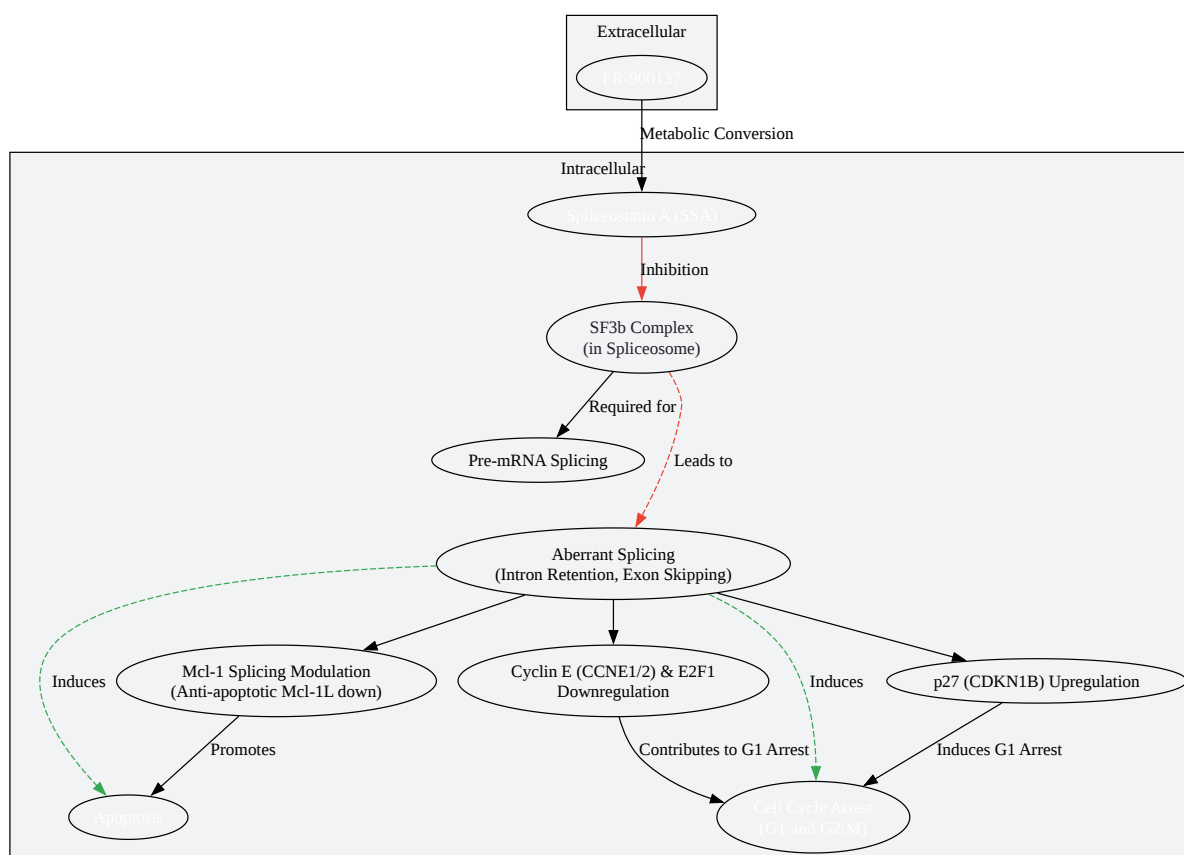 Extracellular
FR-900137
Metabolic Conversion
Intracellular
Spliceostatin A (SSA)
Inhibition
SF3b Complex
(in Spliceosome)
Required for
Pre-mRNA Splicing
Leads to
Aberrant Splicing
(Intron Retention, Exon Skipping)
Mcl-1 Splicing Modulation
(Anti-apoptotic Mcl-1L down)
Cyclin E (CCNE1/2) & E2F1
Downregulation
p27 (CDKN1B) Upregulation
Induces
Induces
Promotes
Contributes to G1 Arrest
Induces G1 Arrest
Apoptosis
Cell Cycle Arrest
(G1 and G2/M)